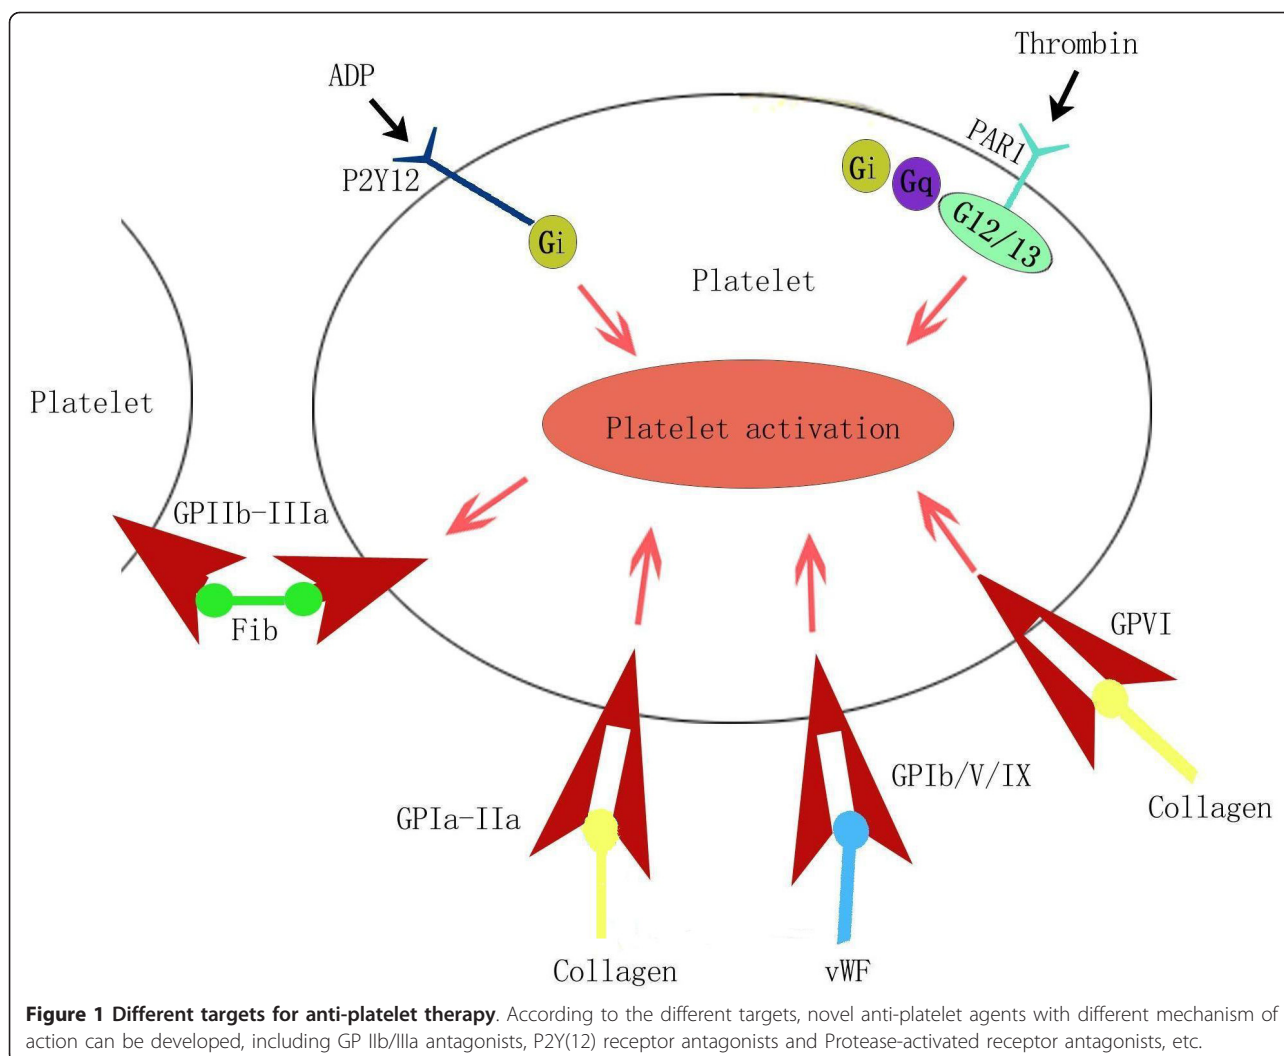 Thrombin
ADP
PAR1
P2Y12
Gi
Gq
G12/13
Gi
Platelet
Platelet
Platelet activation
GPIIb-IIIa
Fib
GPVI
GPIb/V/IX
GPIa-IIa
Collagen
Collagen
vWF
Figure 1 Different targets for anti-platelet therapy. According to the different targets, novel anti-platelet agents with different mechanism of
action can be developed, including GP IIb/IIIa antagonists, P2Y(12) receptor antagonists and Protease-activated receptor antagonists, etc.